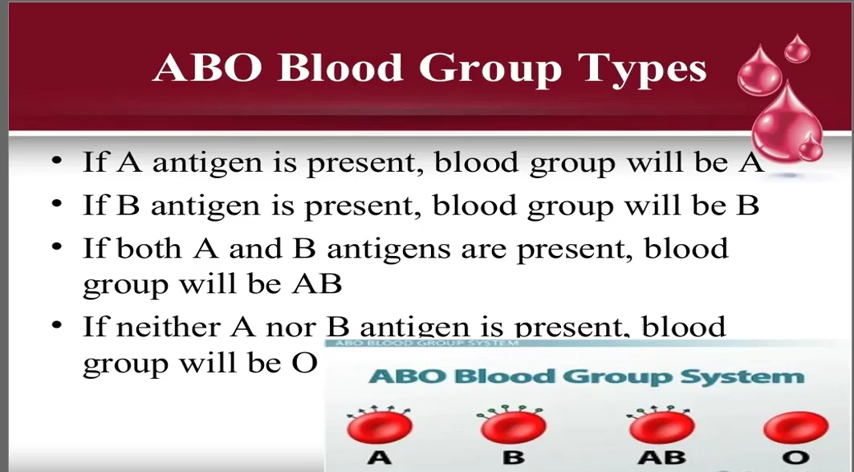 ABO Blood Group Types
• If A antigen is present, blood group will be A
• If B antigen is present, blood group will be B
• If both A and B antigens are present, blood
group will be AB
• If neither A nor B antigen is present, blood
group will be O
ABO BLOOD GROUP SYSTEM
ABO Blood Group System
A B AB O